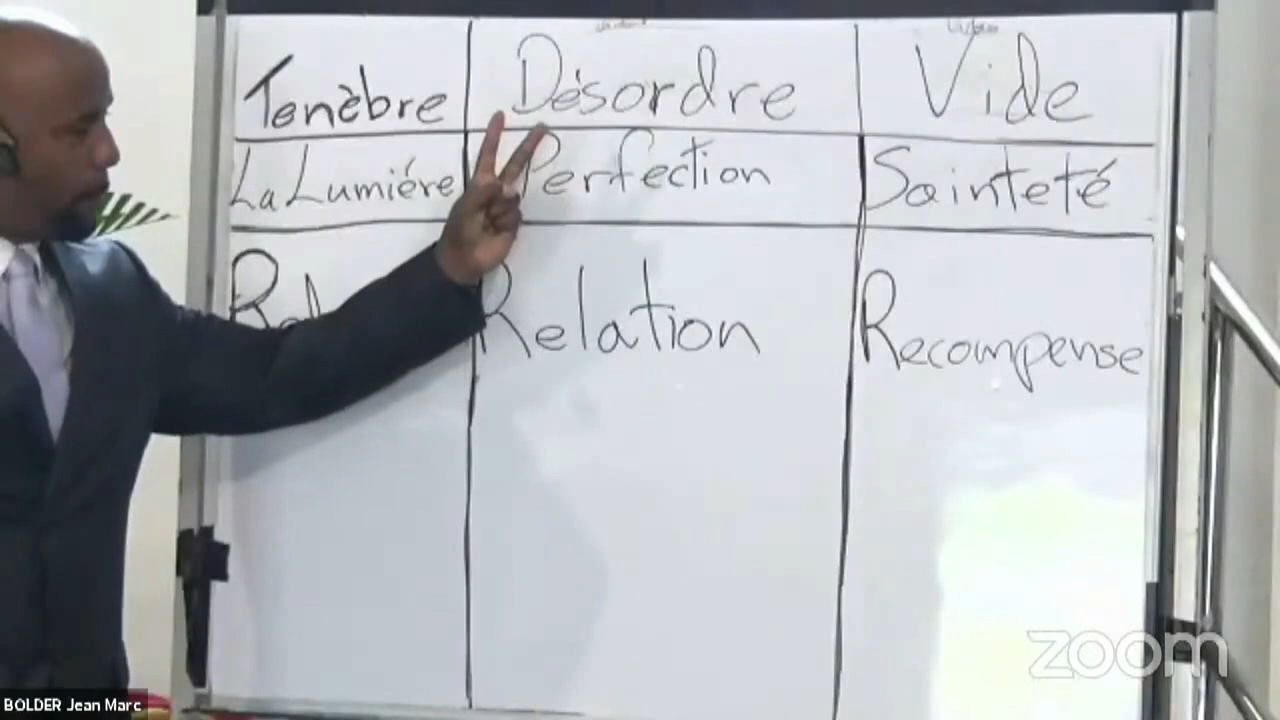 Tenèbre Désordre Vide
La Lumiére Perfection Sainteté
Relation Recompense
BOLDER Jean Marc
zoom